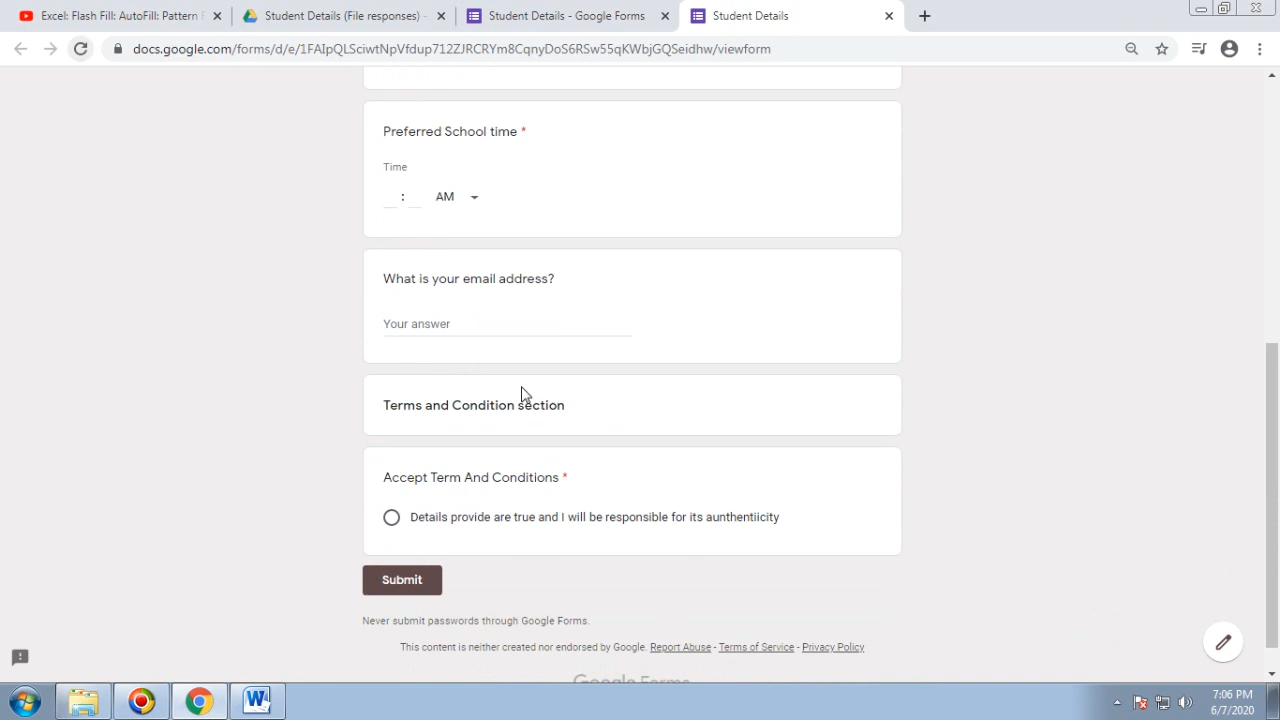 Excel: Flash Fill: AutoFill: Pattern F
Student Details (File responses) -
Student Details - Google Forms
Student Details
docs.google.com/forms/d/e/1FAIpQLSciwtNpVfdup712ZJRCRYm8CqnyDoS6RSw55qKWbjGQSeidhw/viewform
Preferred School time *
Time
: AM
What is your email address?
Your answer
Terms and Condition section
Accept Term And Conditions *
Details provide are true and I will be responsible for its aunthentiicity
Submit
Never submit passwords through Google Forms.
This content is neither created nor endorsed by Google. Report Abuse - Terms of Service - Privacy Policy
Google Forms
7:06 PM
6/7/2020